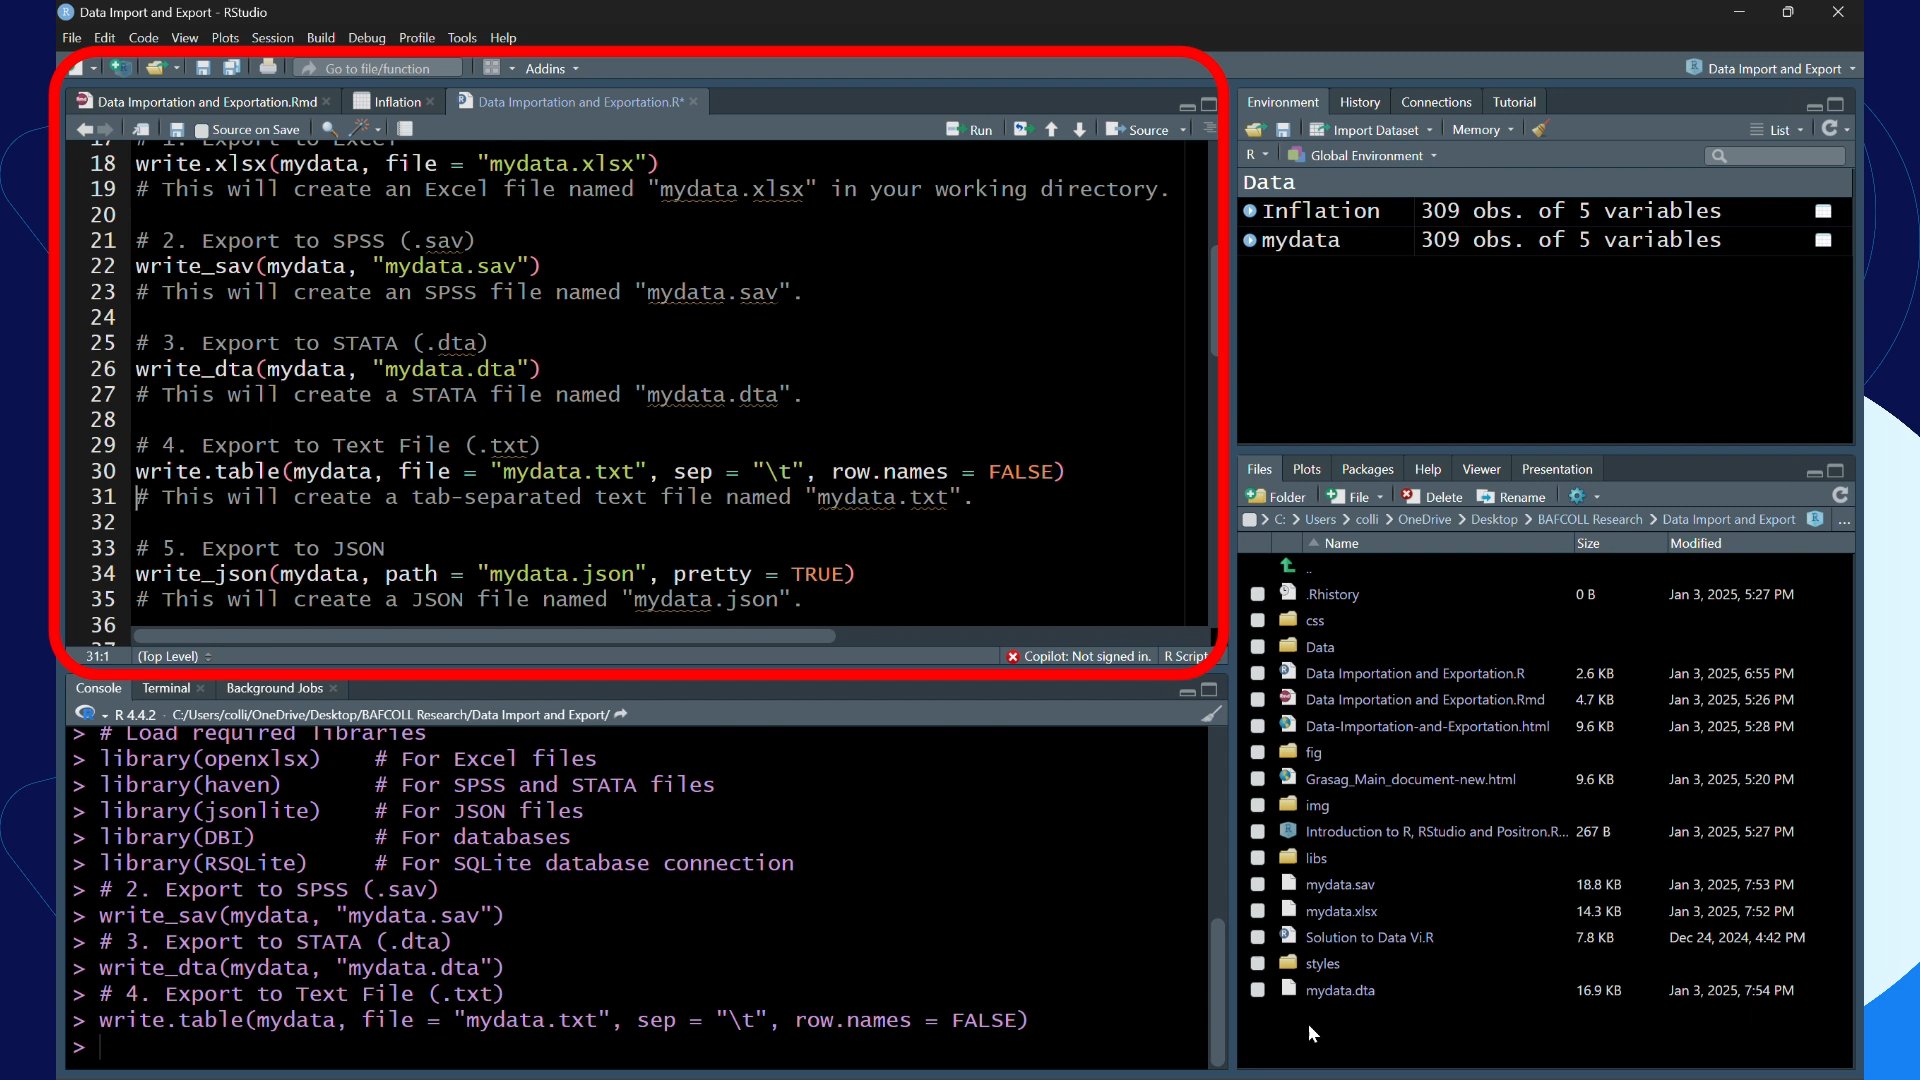 Data Import and Export - RStudio
File Edit Code View Plots Session Build Debug Profile Tools Help
Go to file/function Addins
Data Import and Export
Data Importation and Exportation.Rmd Inflation Data Importation and Exportation.R*
Source on Save Run Source
17 # 1. Export to Excel
18 write.xlsx(mydata, file = "mydata.xlsx")
19 # This will create an Excel file named "mydata.xlsx" in your working directory.
20
21 # 2. Export to SPSS (.sav)
22 write_sav(mydata, "mydata.sav")
23 # This will create an SPSS file named "mydata.sav".
24
25 # 3. Export to STATA (.dta)
26 write_dta(mydata, "mydata.dta")
27 # This will create a STATA file named "mydata.dta".
28
29 # 4. Export to Text File (.txt)
30 write.table(mydata, file = "mydata.txt", sep = "\t", row.names = FALSE)
31 # This will create a tab-separated text file named "mydata.txt".
32
33 # 5. Export to JSON
34 write_json(mydata, path = "mydata.json", pretty = TRUE)
35 # This will create a JSON file named "mydata.json".
36
31:1 (Top Level) Copilot: Not signed in. R Script
Console Terminal Background Jobs
R 4.4.2 · C:/Users/colli/OneDrive/Desktop/BAFCOLL Research/Data Import and Export/
> # Load required libraries
> library(openxlsx) # For Excel files
> library(haven) # For SPSS and STATA files
> library(jsonlite) # For JSON files
> library(DBI) # For databases
> library(RSQLite) # For SQLite database connection
> # 2. Export to SPSS (.sav)
> write_sav(mydata, "mydata.sav")
> # 3. Export to STATA (.dta)
> write_dta(mydata, "mydata.dta")
> # 4. Export to Text File (.txt)
> write.table(mydata, file = "mydata.txt", sep = "\t", row.names = FALSE)
>
Environment History Connections Tutorial
Import Dataset Memory List
R Global Environment
Data
Inflation 309 obs. of 5 variables
mydata 309 obs. of 5 variables
Files Plots Packages Help Viewer Presentation
Folder File Delete Rename
C: > Users > colli > OneDrive > Desktop > BAFCOLL Research > Data Import and Export ...
Name Size Modified
..
.Rhistory 0 B Jan 3, 2025, 5:27 PM
css
Data
Data Importation and Exportation.R 2.6 KB Jan 3, 2025, 6:55 PM
Data Importation and Exportation.Rmd 4.7 KB Jan 3, 2025, 5:26 PM
Data-Importation-and-Exportation.html 9.6 KB Jan 3, 2025, 5:28 PM
fig
Grasag_Main_document-new.html 9.6 KB Jan 3, 2025, 5:20 PM
img
Introduction to R, RStudio and Positron.R... 267 B Jan 3, 2025, 5:27 PM
libs
mydata.sav 18.8 KB Jan 3, 2025, 7:53 PM
mydata.xlsx 14.3 KB Jan 3, 2025, 7:52 PM
Solution to Data Vi.R 7.8 KB Dec 24, 2024, 4:42 PM
styles
mydata.dta 16.9 KB Jan 3, 2025, 7:54 PM